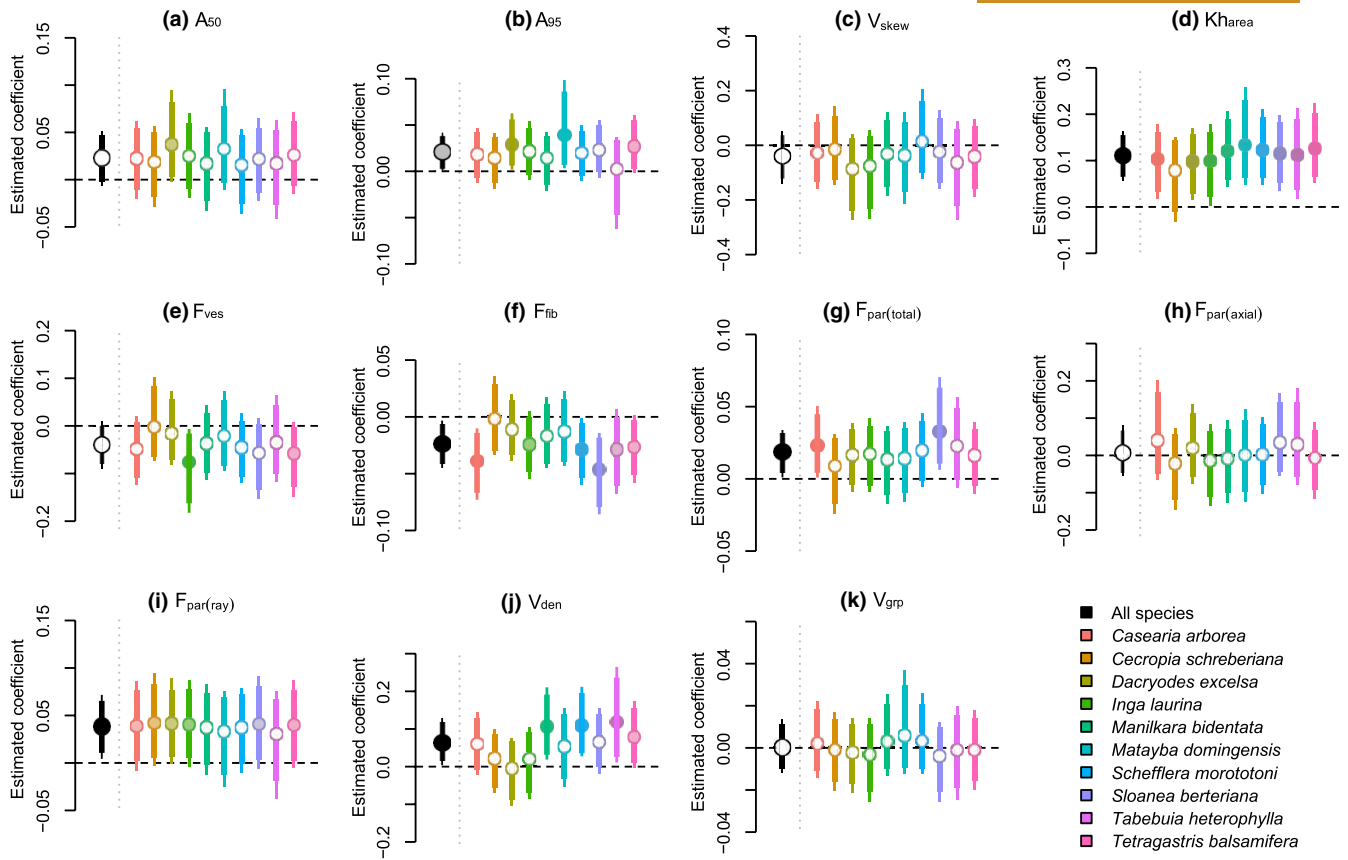 (a) A50
(b) A95
(c) Vskew
(d) Kharea
Estimated coefficient
0.15
0.05
−0.05
Estimated coefficient
0.10
0.00
−0.10
Estimated coefficient
0.4
0.2
0.0
−0.2
−0.4
Estimated coefficient
0.3
0.2
0.1
0.0
−0.1
(e) Fves
(f) Ffib
(g) Fpar(total)
(h) Fpar(axial)
Estimated coefficient
0.2
0.1
0.0
−0.2
Estimated coefficient
0.05
0.00
−0.10
Estimated coefficient
0.10
0.05
0.00
−0.05
Estimated coefficient
0.2
0.0
−0.2
(i) Fpar(ray)
(j) Vden
(k) Vgrp
Estimated coefficient
0.15
0.05
−0.05
Estimated coefficient
0.2
0.0
−0.2
Estimated coefficient
0.04
0.00
−0.04
All species
Casearia arborea
Cecropia schreberiana
Dacryodes excelsa
Inga laurina
Manilkara bidentata
Matayba domingensis
Schefflera morototoni
Sloanea berteriana
Tabebuia heterophylla
Tetragastris balsamifera